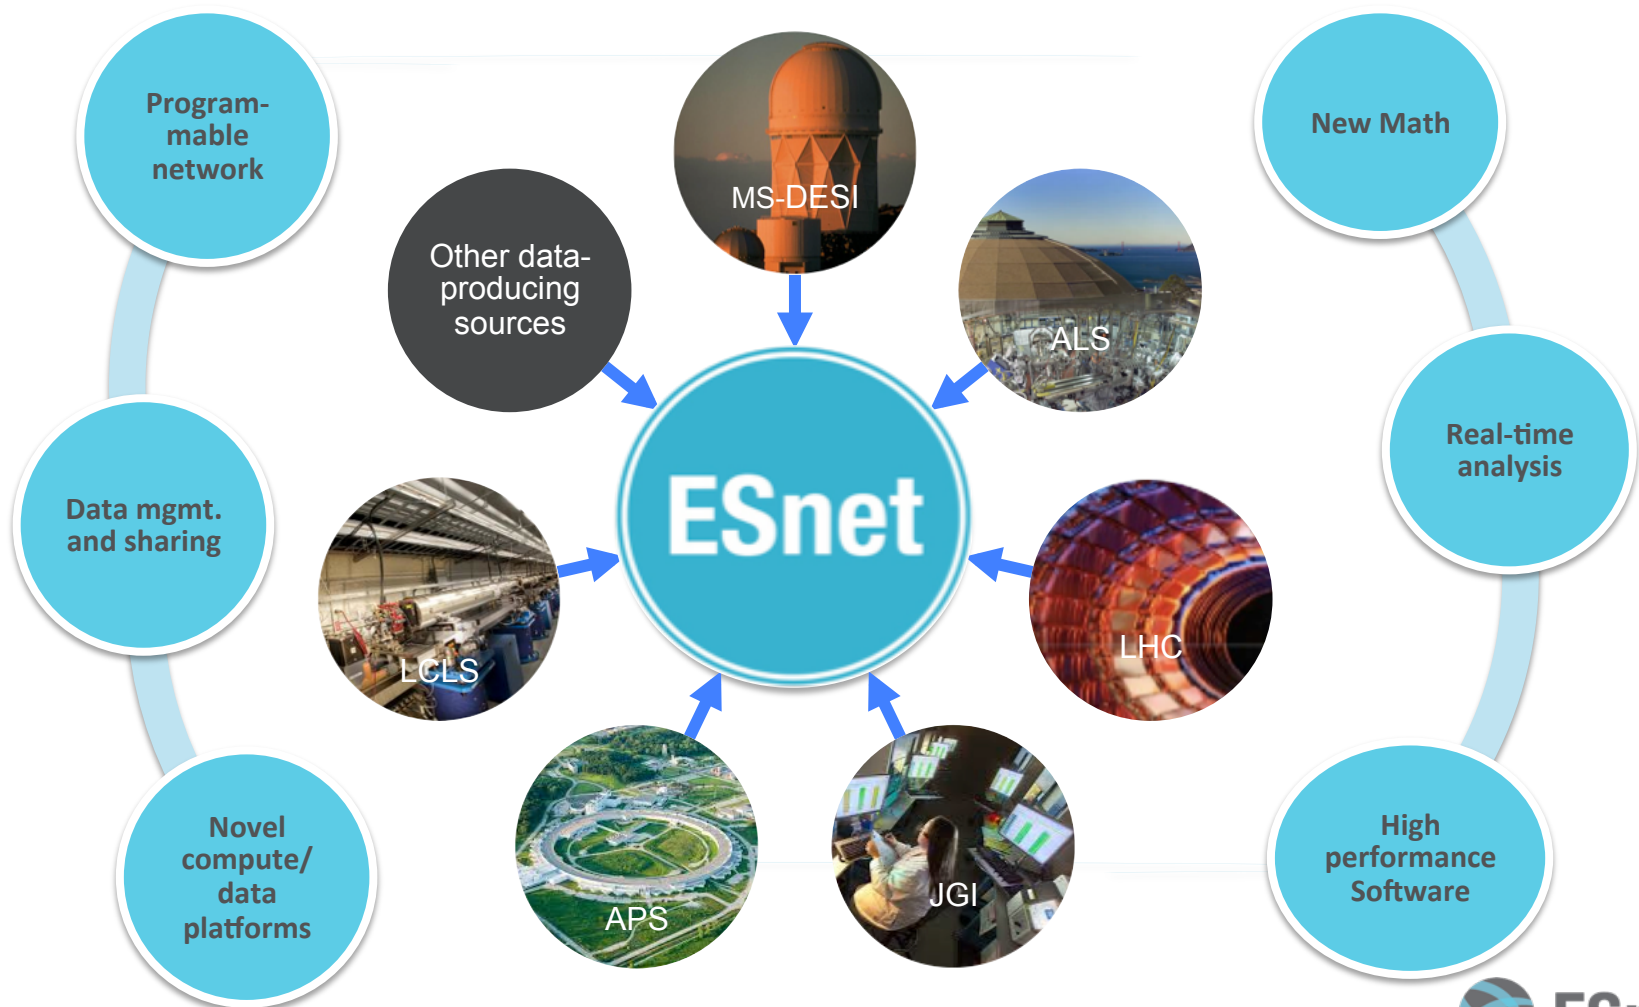 Program-
mable
network
Data mgmt.
and sharing
Novel
compute/
data
platforms
Other data-
producing
sources
MS-DESI
ALS
LCLS
ESnet
LHC
APS
JGI
New Math
Real-time
analysis
High
performance
Software